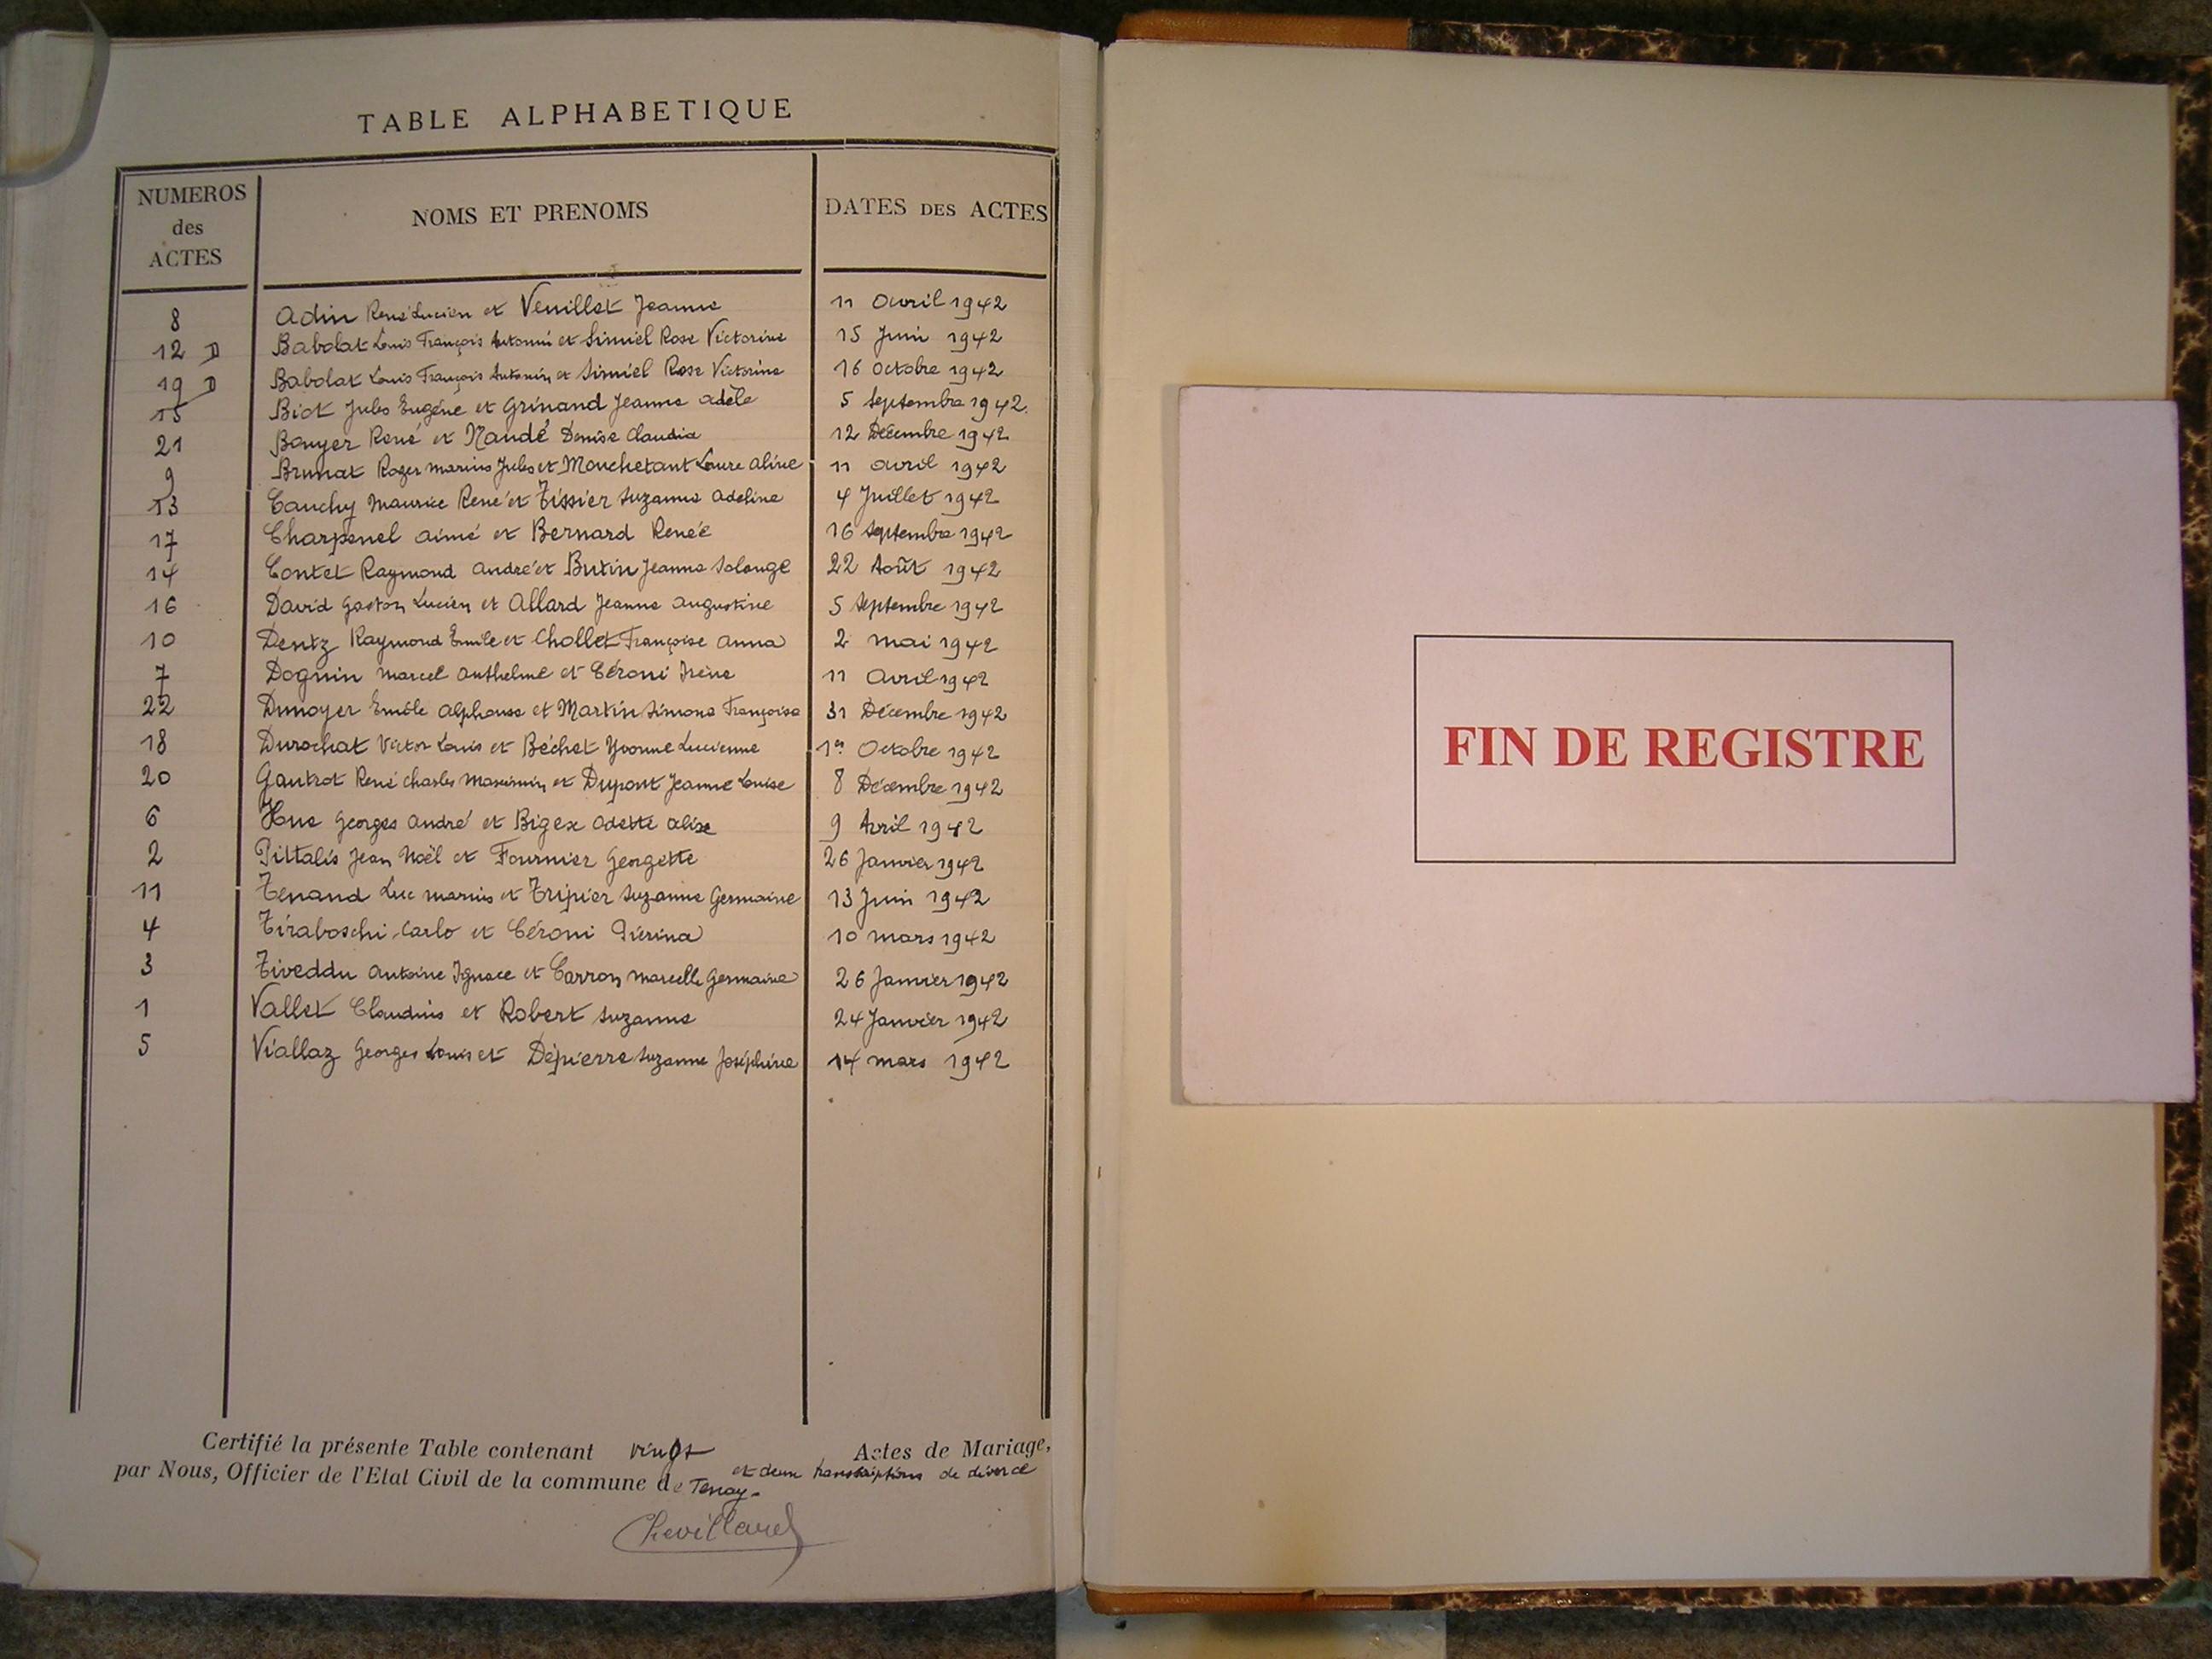 TABLE ALPHABETIQUE
NUMEROS des ACTES NOMS ET PRENOMS DATES DES ACTES
8 Adin René Lucien et Venillet Jeanne 11 Avril 1942
12 D Babolat Louis François Antonin et Simiel Rose Victorine 15 Juin 1942
19 D Babolat Louis François Antonin et Simiel Rose Victorine 16 Octobre 1942
15 Biot Jules Eugène et Grinand Jeanne Adèle 5 Septembre 1942
21 Bouyer René et Naudé Denise Claudia 12 Décembre 1942
9 Brunat Roger Marius Jules et Monchetant Laure Aline 11 Avril 1942
13 Cauchy Maurice René et Tissier Suzanne Adeline 4 Juillet 1942
17 Charpenel Aimé et Bernard Renée 16 Septembre 1942
14 Contet Raymond André et Butin Jeanne Solange 22 Août 1942
16 David Gaston Lucien et Allard Jeanne Augustine 5 Septembre 1942
10 Dentz Raymond Emile et Chollet Françoise Anna 2 Mai 1942
7 Doguin Marcel Anthelme et Céroni Irène 11 Avril 1942
22 Dunoyer Emile Alphonse et Martin Simone Françoise 31 Décembre 1942
18 Durochat Victor Louis et Béchet Yvonne Lucienne 1er Octobre 1942
20 Gautrot René Charles Maximin et Dupont Jeanne Louise 8 Décembre 1942
6 Hue Georges André et Bigex Odette Alise 9 Avril 1942
2 Pittalis Jean Noël et Fournier Georgette 26 Janvier 1942
11 Tenand Luc Marius et Tripier Suzanne Germaine 13 Juin 1942
4 Tiraboschi Carlo et Céroni Piérina 10 Mars 1942
3 Tiveddu Antoine Ignace et Carron Marcelle Germaine 26 Janvier 1942
1 Vallet Claudius et Robert Suzanne 24 Janvier 1942
5 Viallaz Georges Louis et Dépierre Suzanne Joséphine 14 Mars 1942
Certifié la présente Table contenant vingt Actes de Mariage,
et deux transcriptions de divorce
par Nous, Officier de l'Etat Civil de la commune de Tenay.
Chevillard
FIN DE REGISTRE